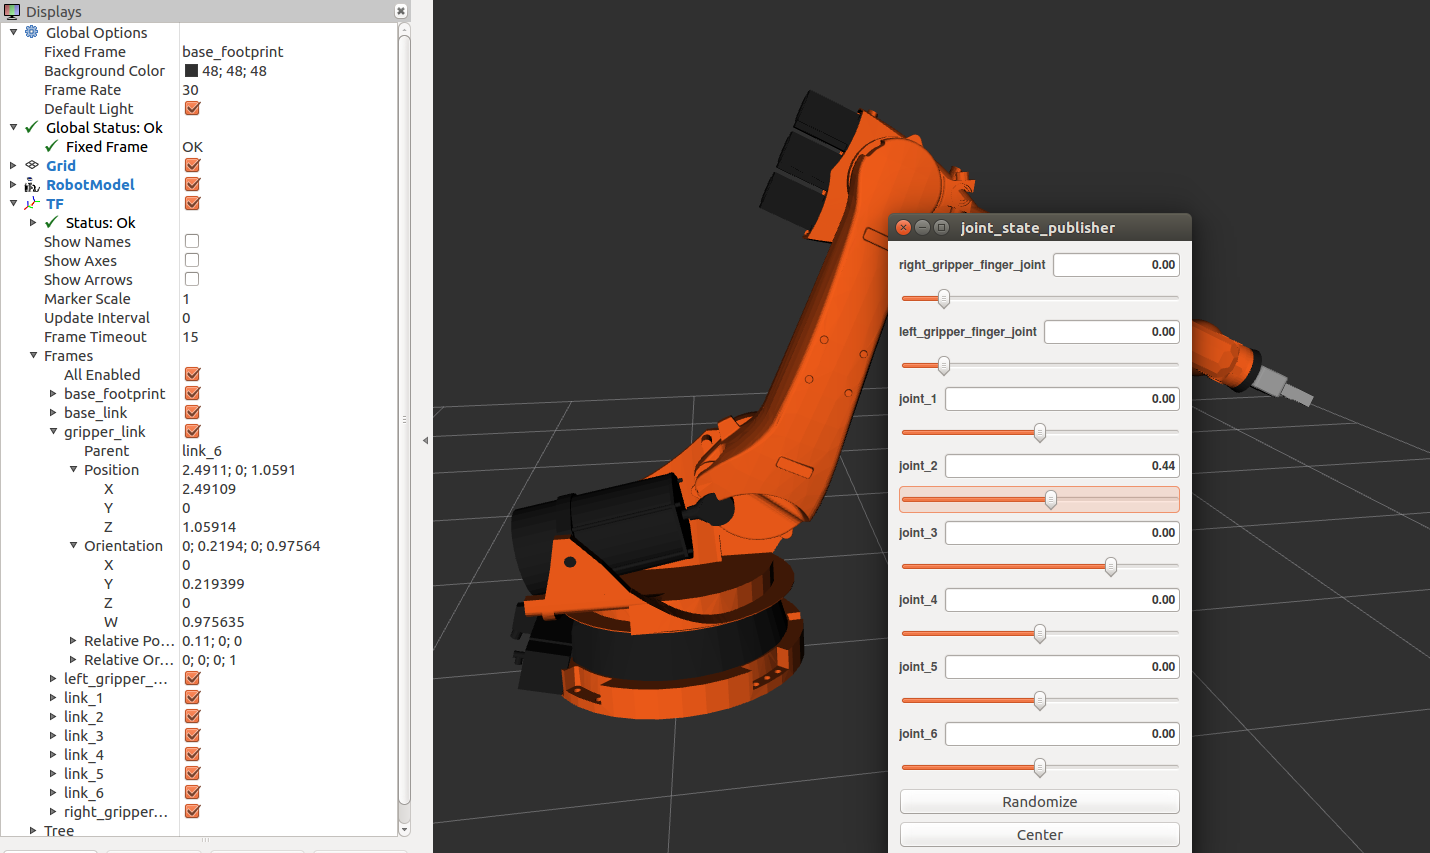 Displays
Global Options
Fixed Frame base_footprint
Background Color 48; 48; 48
Frame Rate 30
Default Light
Global Status: Ok
Fixed Frame OK
Grid
RobotModel
TF
Status: Ok
Show Names
Show Axes
Show Arrows
Marker Scale 1
Update Interval 0
Frame Timeout 15
Frames
All Enabled
base_footprint
base_link
gripper_link
Parent link_6
Position 2.4911; 0; 1.0591
X 2.49109
Y 0
Z 1.05914
Orientation 0; 0.2194; 0; 0.97564
X 0
Y 0.219399
Z 0
W 0.975635
Relative Po... 0.11; 0; 0
Relative Or... 0; 0; 0; 1
left_gripper_...
link_1
link_2
link_3
link_4
link_5
link_6
right_gripper...
Tree
joint_state_publisher
right_gripper_finger_joint 0.00
left_gripper_finger_joint 0.00
joint_1 0.00
joint_2 0.44
joint_3 0.00
joint_4 0.00
joint_5 0.00
joint_6 0.00
Randomize
Center